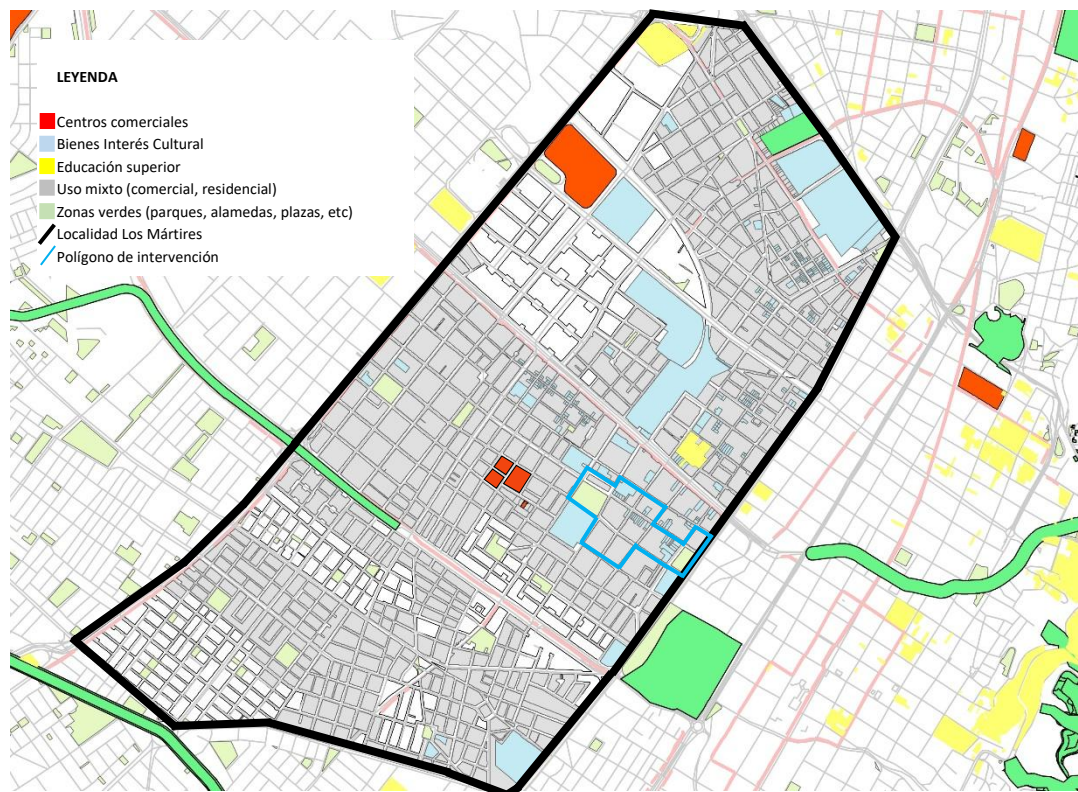 LEYENDA
Centros comerciales
Bienes Interés Cultural
Educación superior
Uso mixto (comercial, residencial)
Zonas verdes (parques, alamedas, plazas, etc)
Localidad Los Mártires
Polígono de intervención